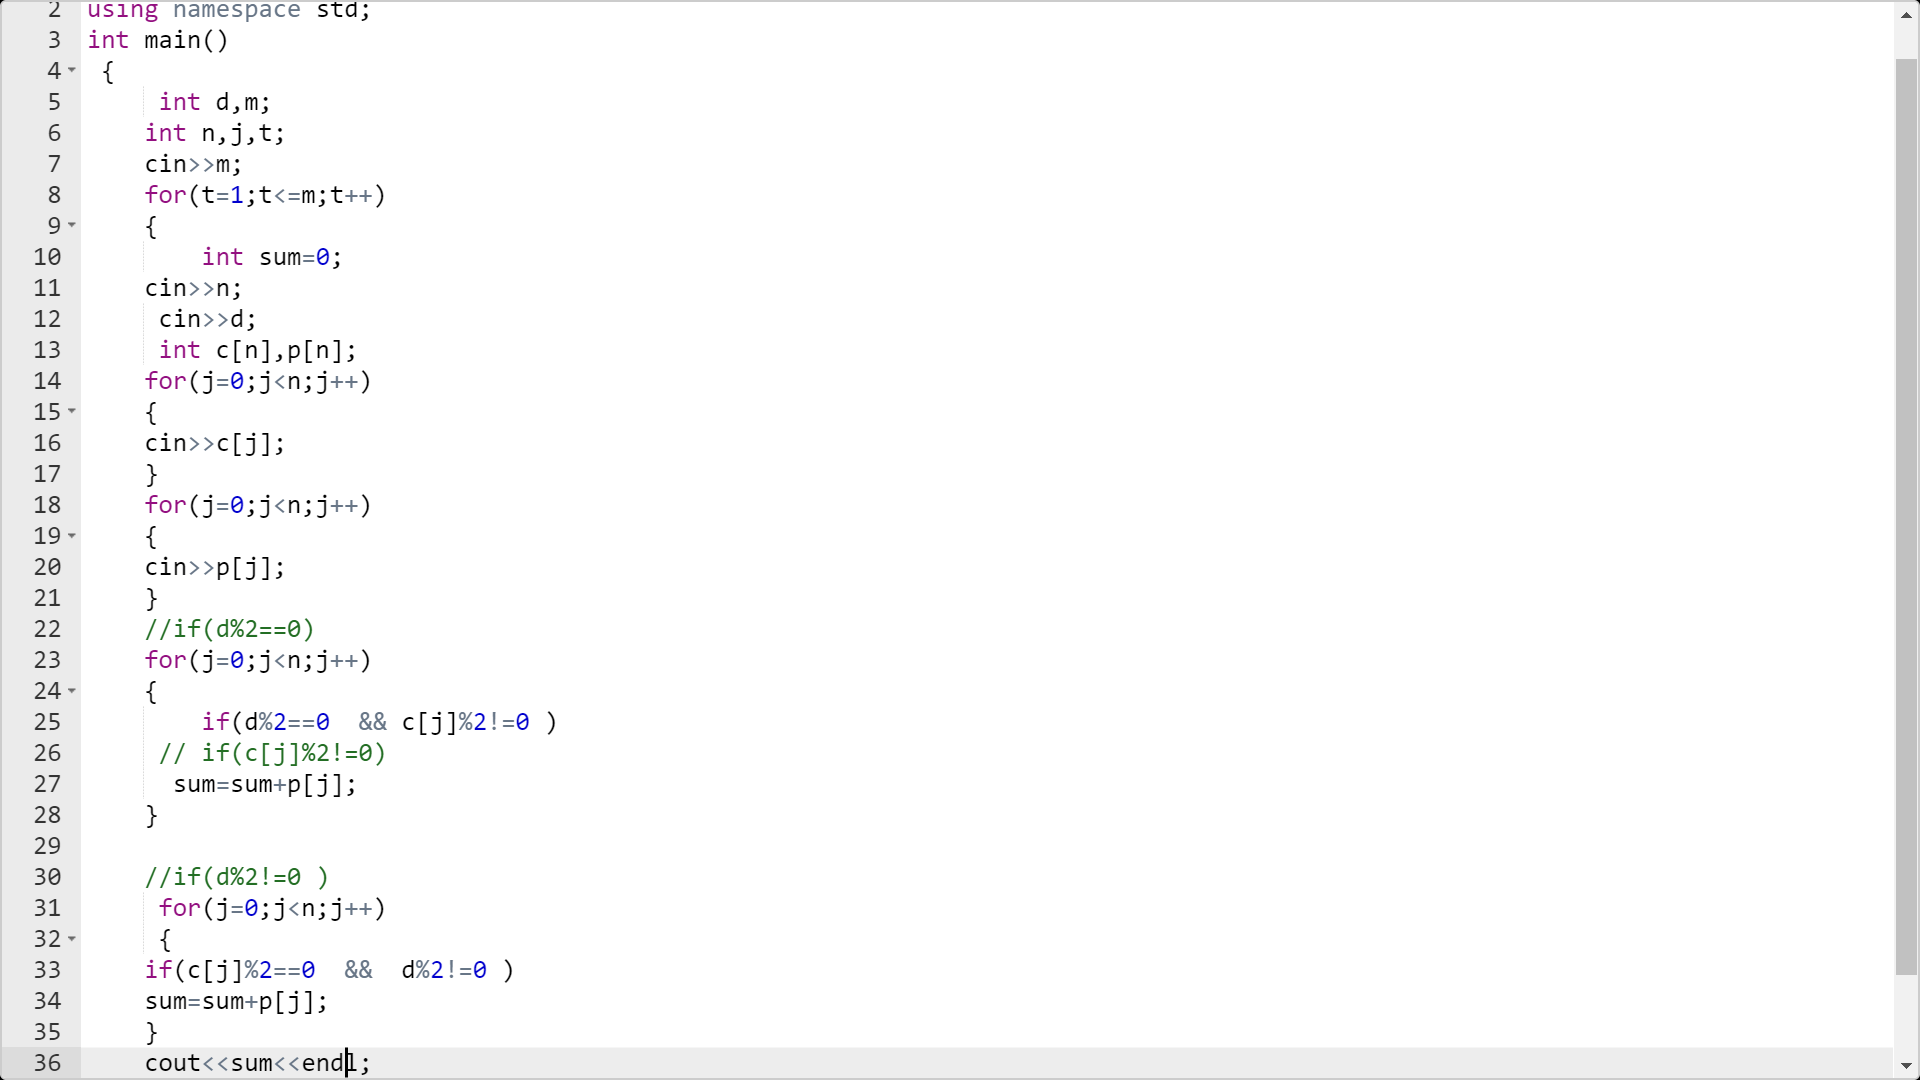 2 using namespace std;
3 int main()
4 {
5 int d,m;
6 int n,j,t;
7 cin>>m;
8 for(t=1;t<=m;t++)
9 {
10 int sum=0;
11 cin>>n;
12 cin>>d;
13 int c[n],p[n];
14 for(j=0;j<n;j++)
15 {
16 cin>>c[j];
17 }
18 for(j=0;j<n;j++)
19 {
20 cin>>p[j];
21 }
22 //if(d%2==0)
23 for(j=0;j<n;j++)
24 {
25 if(d%2==0  && c[j]%2!=0 )
26 // if(c[j]%2!=0)
27 sum=sum+p[j];
28 }
29
30 //if(d%2!=0 )
31 for(j=0;j<n;j++)
32 {
33 if(c[j]%2==0  &&  d%2!=0 )
34 sum=sum+p[j];
35 }
36 cout<<sum<<endl;